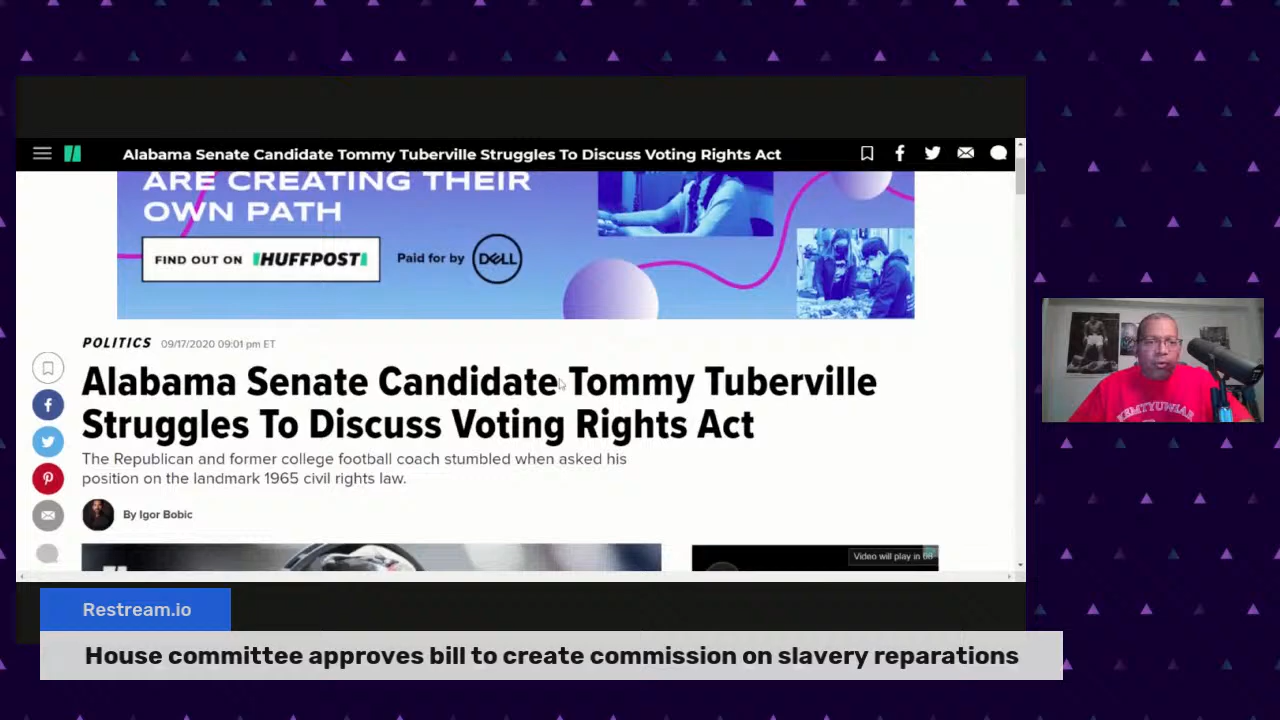 Alabama Senate Candidate Tommy Tuberville Struggles To Discuss Voting Rights Act
ARE CREATING THEIR
OWN PATH
FIND OUT ON HUFFPOST
Paid for by DELL
POLITICS 09/17/2020 09:01 pm ET
Alabama Senate Candidate Tommy Tuberville
Struggles To Discuss Voting Rights Act
The Republican and former college football coach stumbled when asked his
position on the landmark 1965 civil rights law.
By Igor Bobic
Video will play in
KEMTYUWIAN
Restream.io
House committee approves bill to create commission on slavery reparations